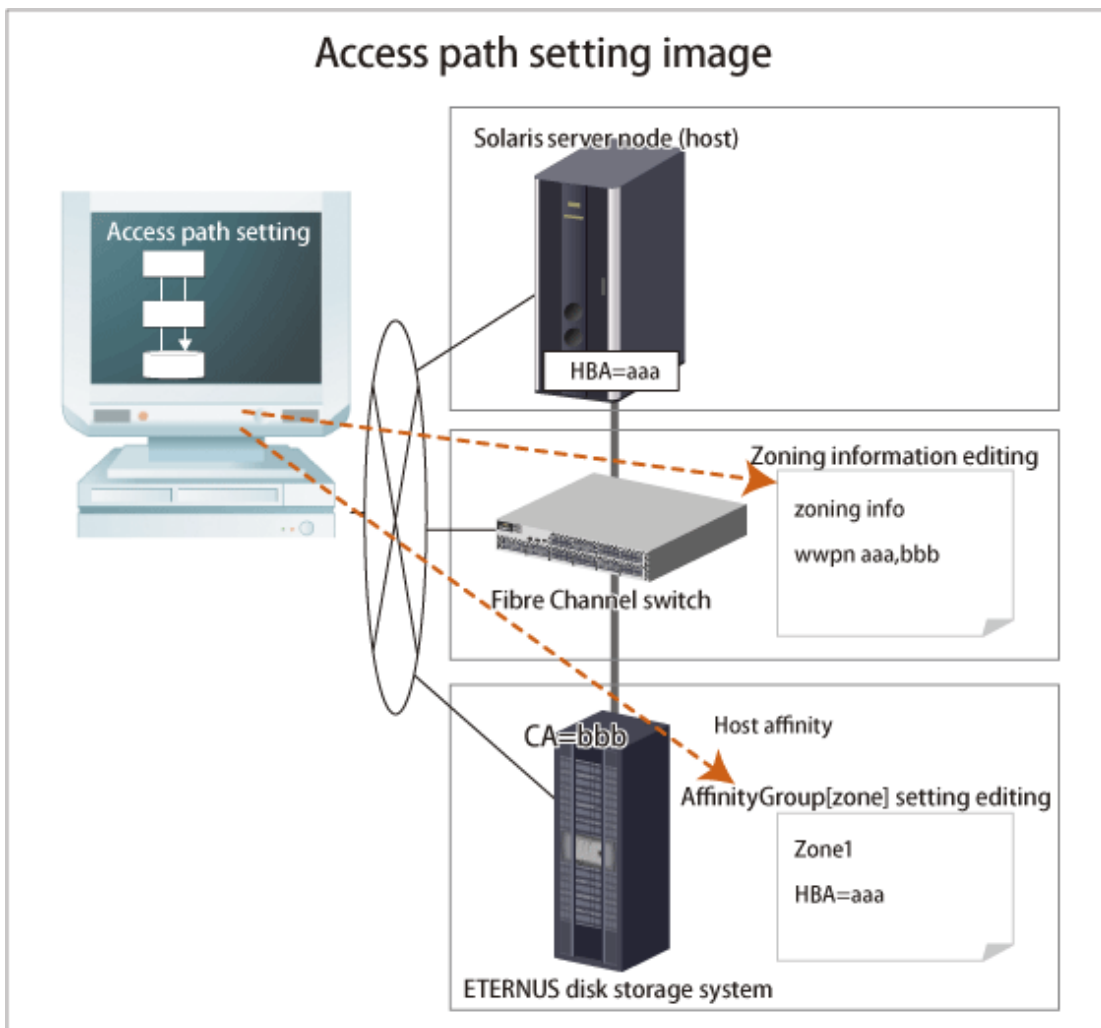 Access path setting image
Solaris server node (host)
Access path setting
HBA=aaa
Zoning information editing
zoning info
wwpn aaa,bbb
Fibre Channel switch
CA=bbb
Host affinity
AffinityGroup[zone] setting editing
Zone1
HBA=aaa
ETERNUS disk storage system